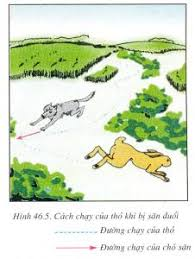 Hình 46.5. Cách chạy của thỏ khi bị săn đuổi
Đường chạy của thỏ
Đường chạy của chó săn